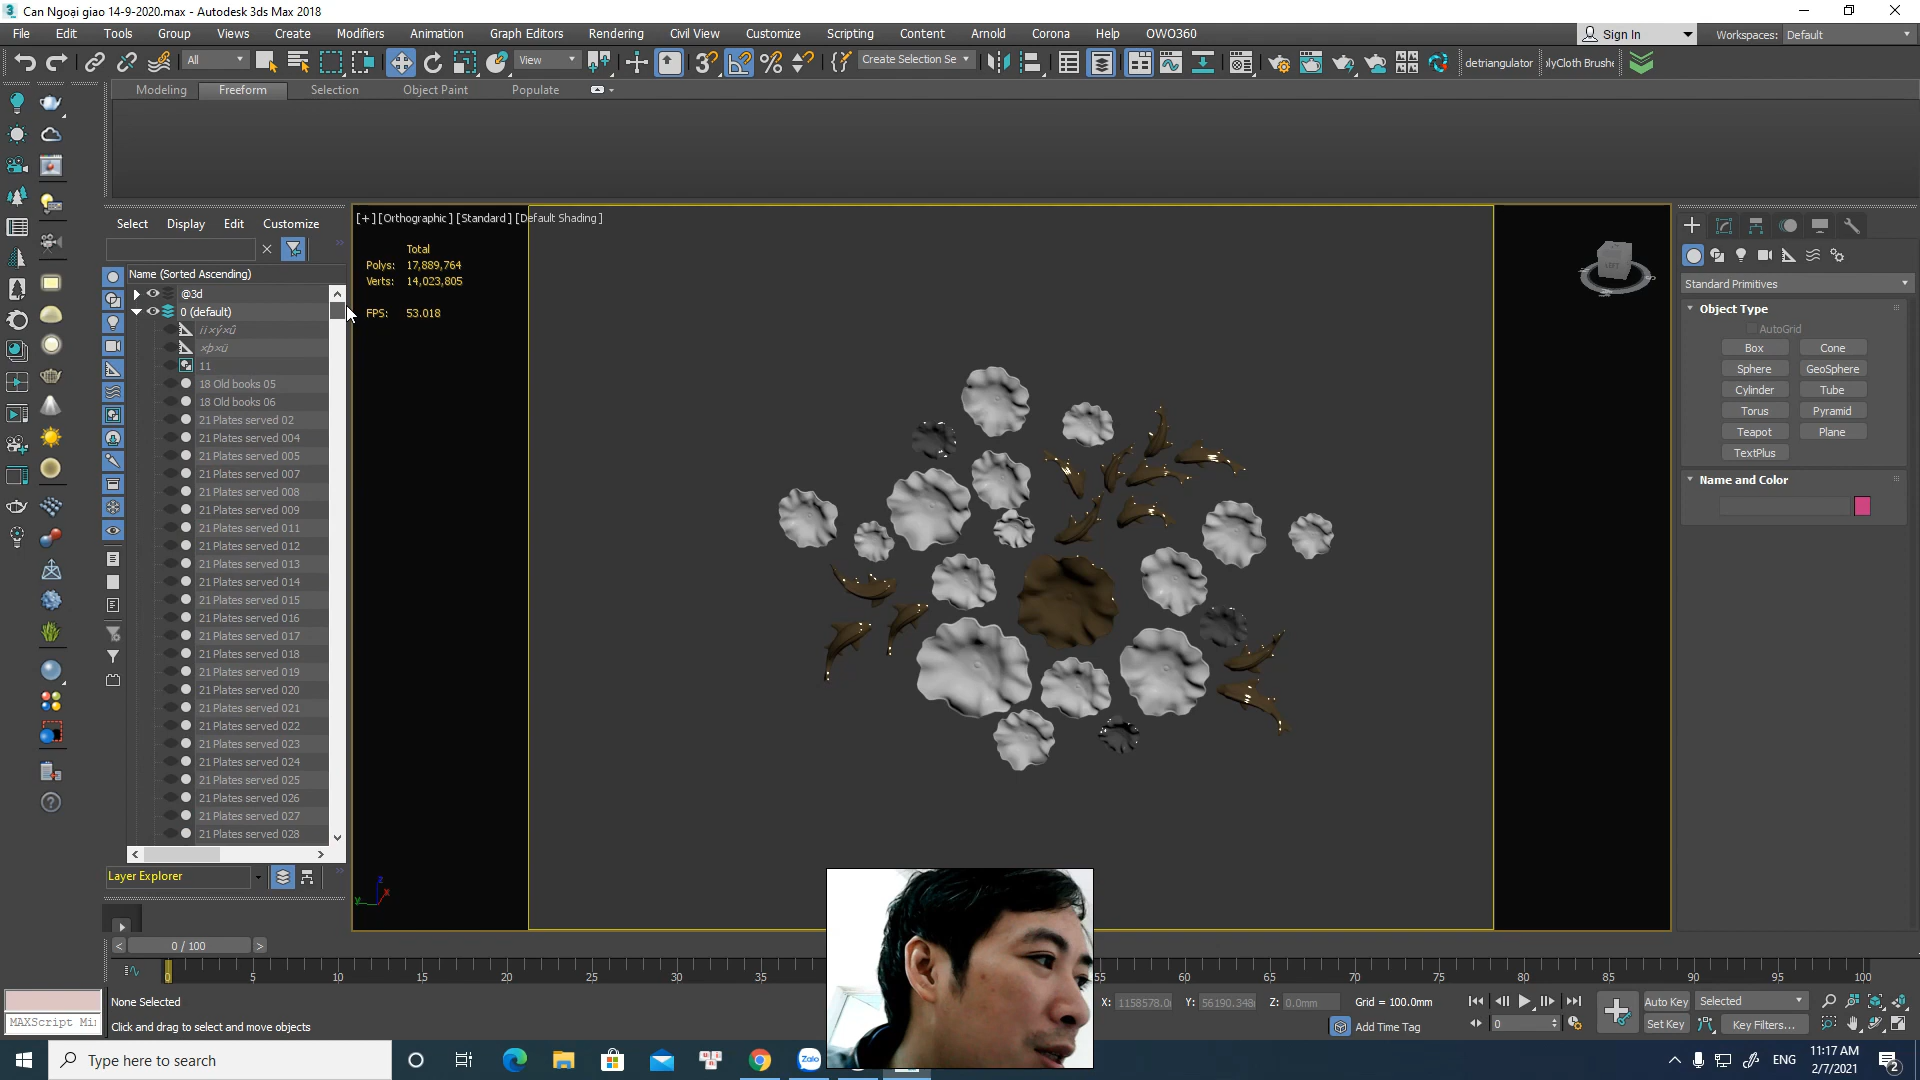 Can Ngoại giao 14-9-2020.max - Autodesk 3ds Max 2018
File Edit Tools Group Views Create Modifiers Animation Graph Editors Rendering Civil View Customize Scripting Content Arnold Corona Help OWO360
Sign In Workspaces: Default
All View Create Selection Se detriangulator
Modeling Freeform Selection Object Paint Populate
Select Display Edit Customize
[+] [Orthographic] [Standard] [Default Shading]
Total
Polys: 17,889,764
Verts: 14,023,805
FPS: 53.018
Name (Sorted Ascending)
@3d
0 (default)
11
18 Old books 05
18 Old books 06
21 Plates served 02
21 Plates served 004
21 Plates served 005
21 Plates served 007
21 Plates served 008
21 Plates served 009
21 Plates served 011
21 Plates served 012
21 Plates served 013
21 Plates served 014
21 Plates served 015
21 Plates served 016
21 Plates served 017
21 Plates served 018
21 Plates served 019
21 Plates served 020
21 Plates served 021
21 Plates served 022
21 Plates served 023
21 Plates served 024
21 Plates served 025
21 Plates served 026
21 Plates served 027
21 Plates served 028
Layer Explorer
Standard Primitives
Object Type
AutoGrid
Box Cone
Sphere GeoSphere
Cylinder Tube
Torus Pyramid
Teapot Plane
TextPlus
Name and Color
0 / 100
0 5 10 15 20 25 30 35 55 60 65 70 75 80 85 90 95 100
None Selected
Click and drag to select and move objects
MAXScript Mi
X: Y: Z: 0.0mm Grid = 100.0mm
Add Time Tag
0
Auto Key Selected
Set Key Key Filters...
Type here to search
Zalo
ENG
11:17 AM
2/7/2021
2